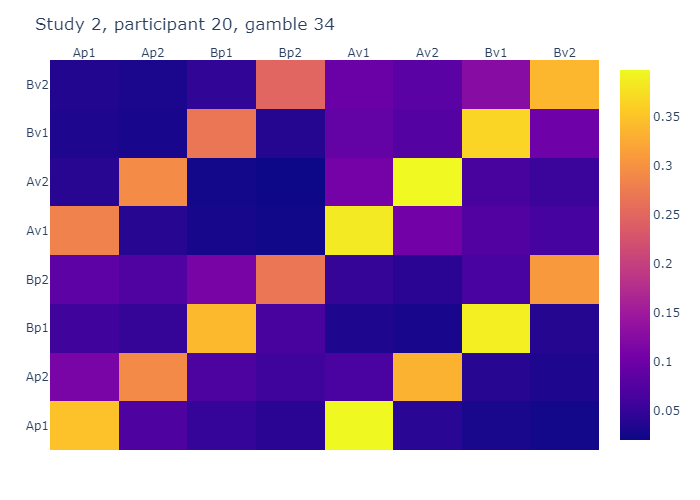 Study 2, participant 20, gamble 34
Ap1 Ap2 Bp1 Bp2 Av1 Av2 Bv1 Bv2
Bv2
Bv1
Av2
Av1
Bp2
Bp1
Ap2
Ap1
0.35
0.3
0.25
0.2
0.15
0.1
0.05